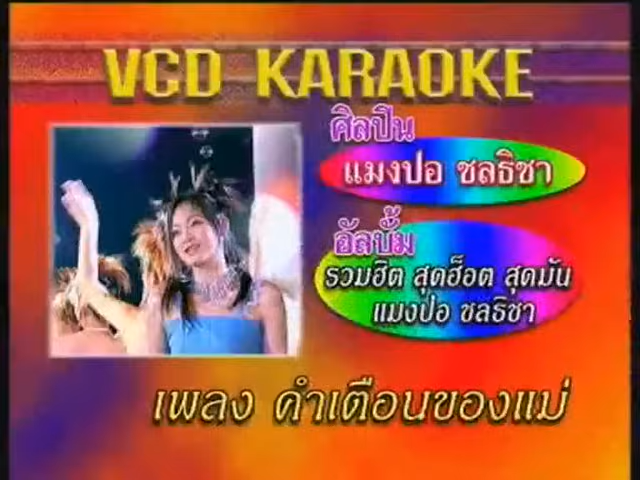 VCD KARAOKE
ศิลปิน
แมงปอ ชลธิชา
อัลบั้ม
รวมฮิต สุดฮ็อต สุดมัน
แมงปอ ชลธิชา
เพลง คำเตือนของแม่